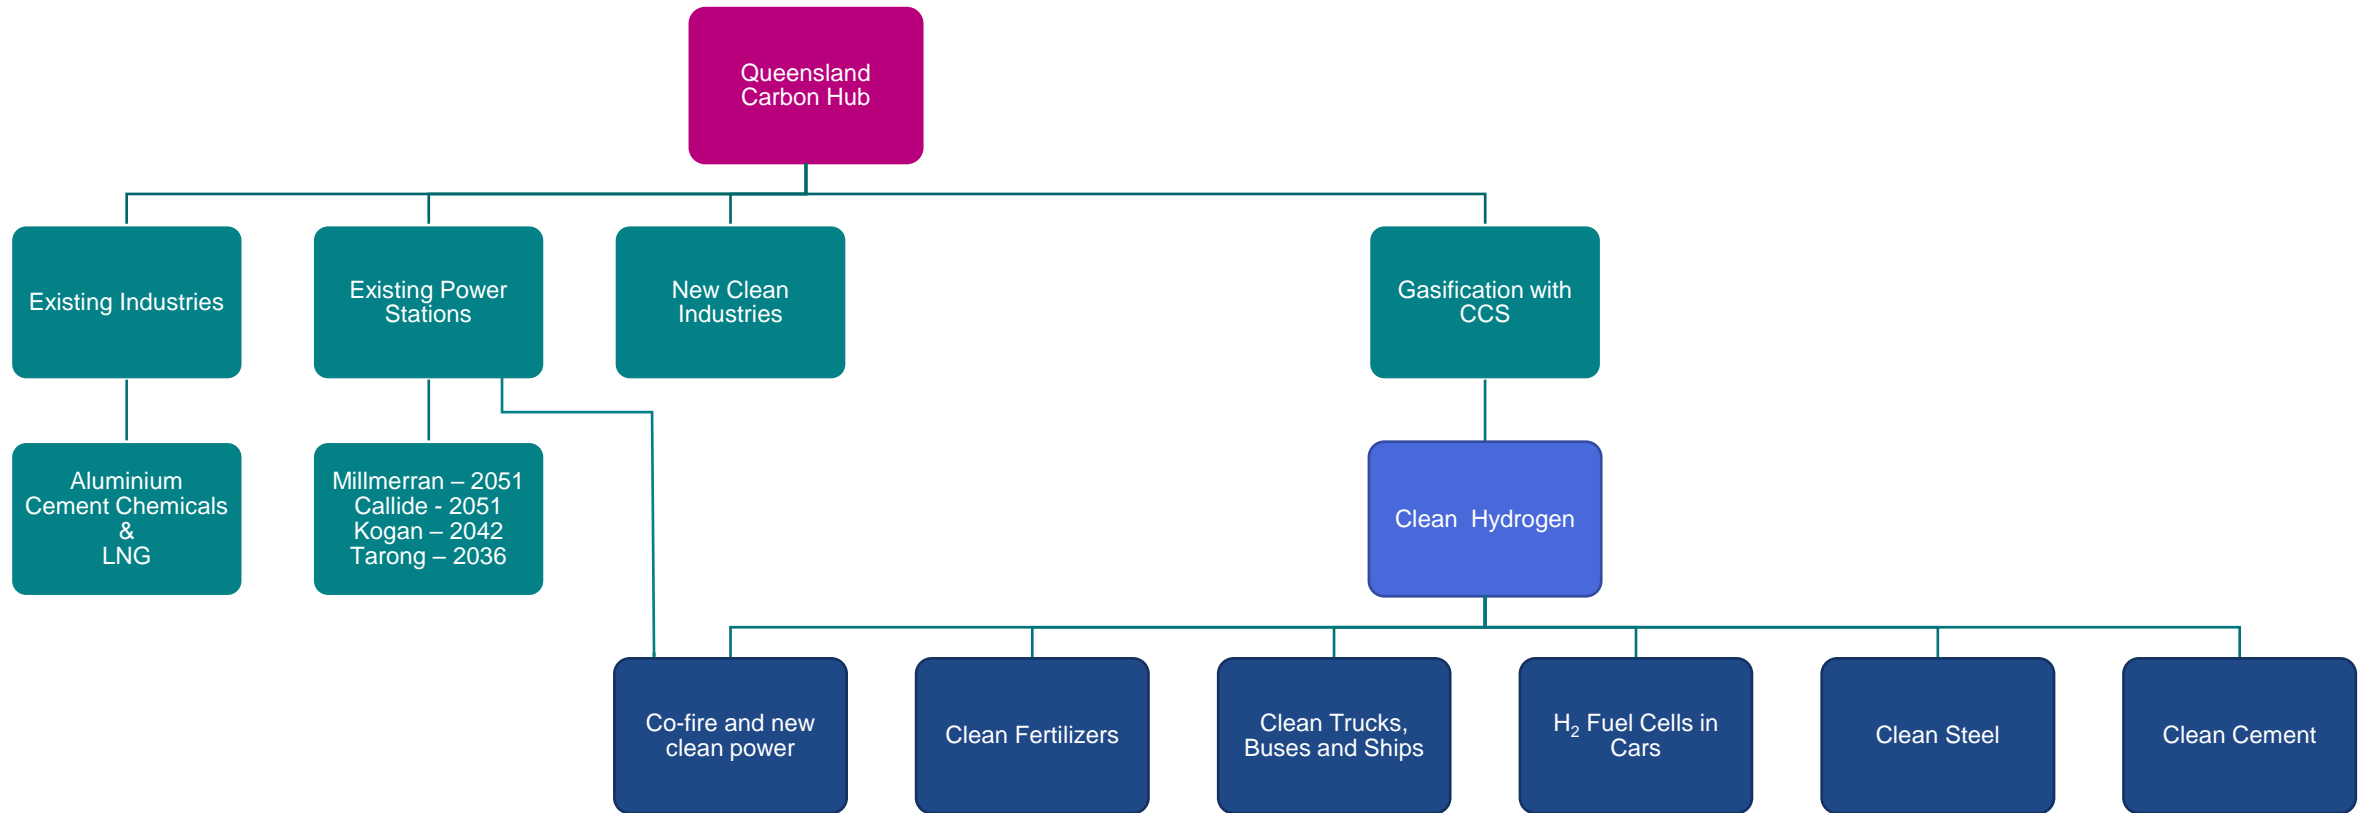 Queensland
Carbon Hub
Existing Industries
Existing Power
Stations
New Clean
Industries
Gasification with
CCS
Aluminium
Cement Chemicals
&
LNG
Millmerran – 2051
Callide - 2051
Kogan – 2042
Tarong – 2036
Clean  Hydrogen
Co-fire and new
clean power
Clean Fertilizers
Clean Trucks,
Buses and Ships
H₂ Fuel Cells in
Cars
Clean Steel
Clean Cement